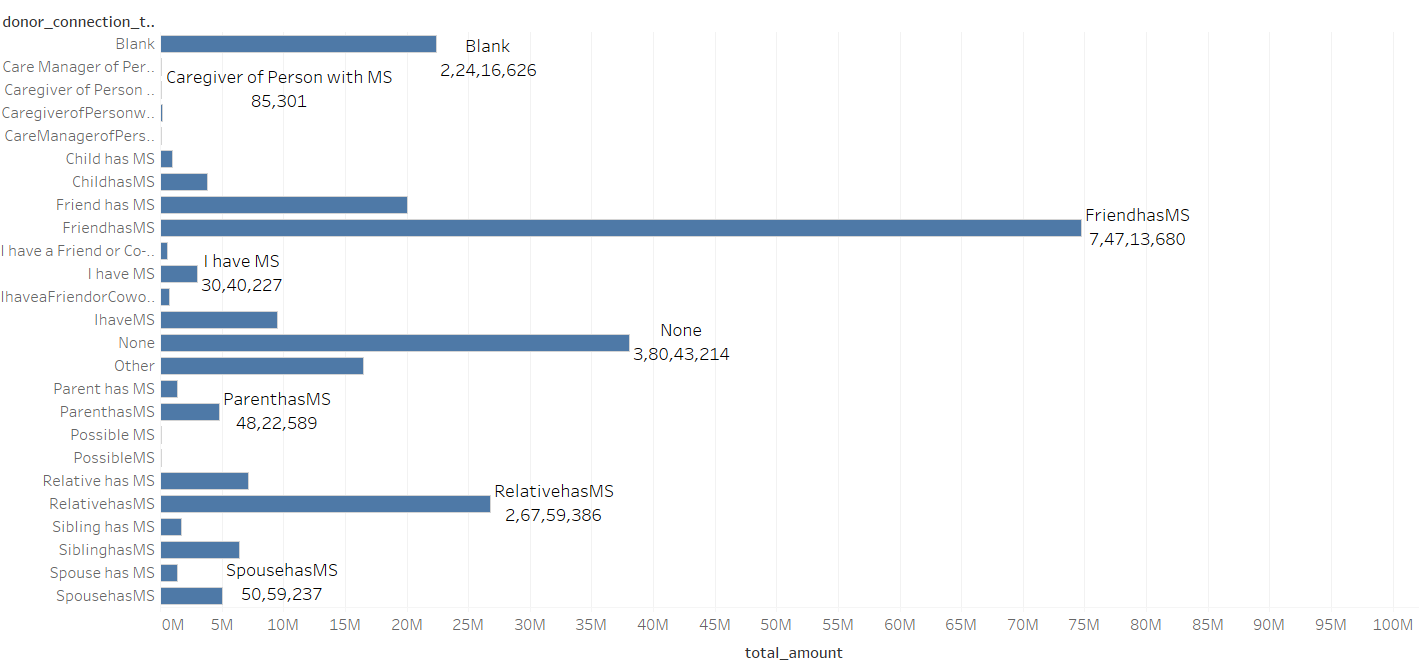 donor_connection_t..
Blank
Blank
2,24,16,626
Care Manager of Per..
Caregiver of Person with MS
85,301
Caregiver of Person ..
CaregiverofPersonw..
CareManagerofPers..
Child has MS
ChildhasMS
Friend has MS
FriendhasMS
FriendhasMS
7,47,13,680
I have a Friend or Co-..
I have MS
I have MS
30,40,227
IhaveaFriendorCowo..
IhaveMS
None
None
3,80,43,214
Other
Parent has MS
ParenthasMS
ParenthasMS
48,22,589
Possible MS
PossibleMS
Relative has MS
RelativehasMS
RelativehasMS
2,67,59,386
Sibling has MS
SiblinghasMS
Spouse has MS
SpousehasMS
50,59,237
SpousehasMS
0M 5M 10M 15M 20M 25M 30M 35M 40M 45M 50M 55M 60M 65M 70M 75M 80M 85M 90M 95M 100M
total_amount